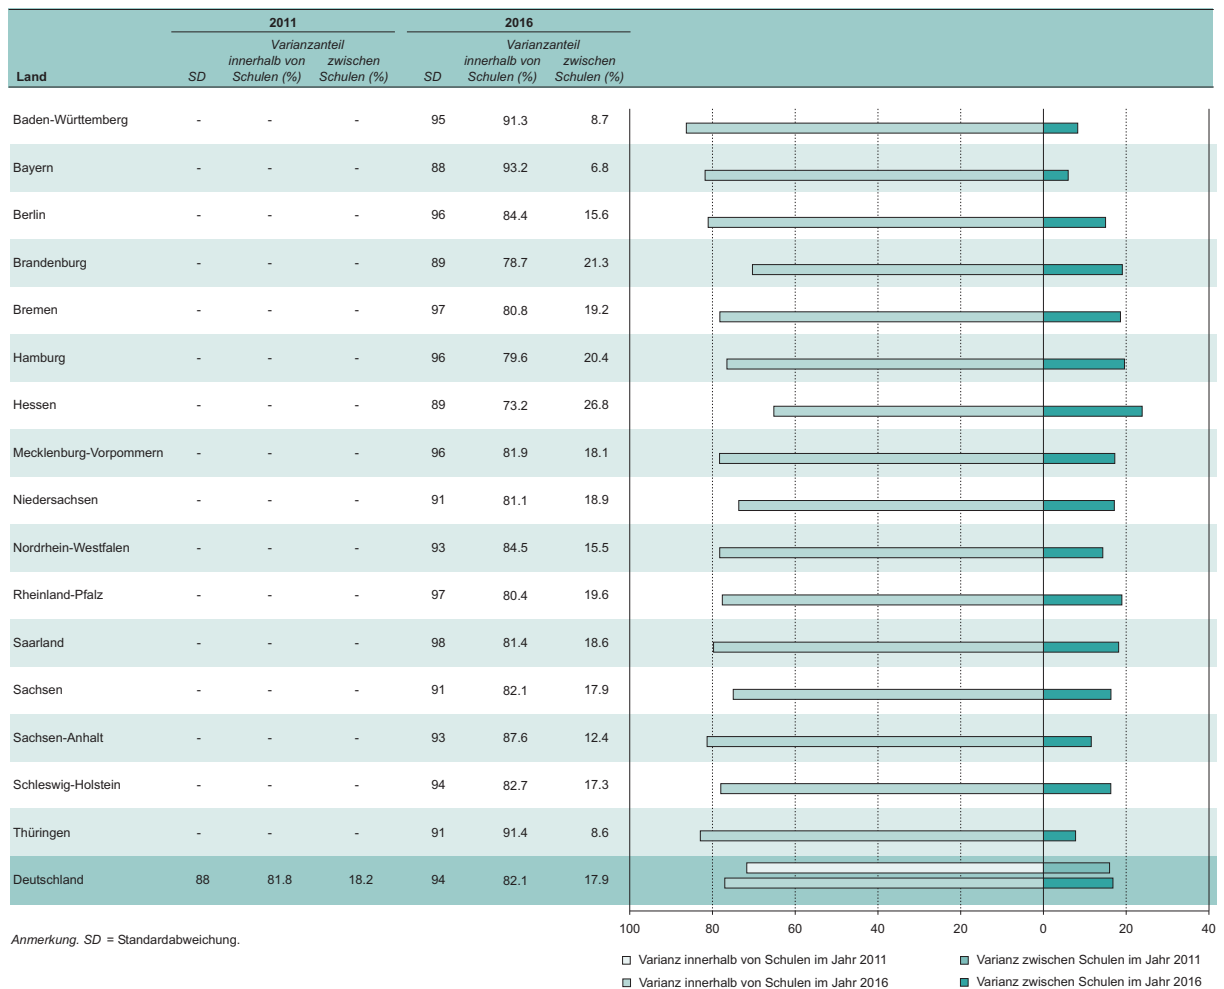 2011 2016
Varianzanteil Varianzanteil
innerhalb von zwischen innerhalb von zwischen
Land SD Schulen (%) Schulen (%) SD Schulen (%) Schulen (%)
Baden-Württemberg - - - 95 91.3 8.7
Bayern - - - 88 93.2 6.8
Berlin - - - 96 84.4 15.6
Brandenburg - - - 89 78.7 21.3
Bremen - - - 97 80.8 19.2
Hamburg - - - 96 79.6 20.4
Hessen - - - 89 73.2 26.8
Mecklenburg-Vorpommern - - - 96 81.9 18.1
Niedersachsen - - - 91 81.1 18.9
Nordrhein-Westfalen - - - 93 84.5 15.5
Rheinland-Pfalz - - - 97 80.4 19.6
Saarland - - - 98 81.4 18.6
Sachsen - - - 91 82.1 17.9
Sachsen-Anhalt - - - 93 87.6 12.4
Schleswig-Holstein - - - 94 82.7 17.3
Thüringen - - - 91 91.4 8.6
Deutschland 88 81.8 18.2 94 82.1 17.9
100 80 60 40 20 0 20 40
Anmerkung. SD = Standardabweichung.
Varianz innerhalb von Schulen im Jahr 2011 Varianz zwischen Schulen im Jahr 2011
Varianz innerhalb von Schulen im Jahr 2016 Varianz zwischen Schulen im Jahr 2016